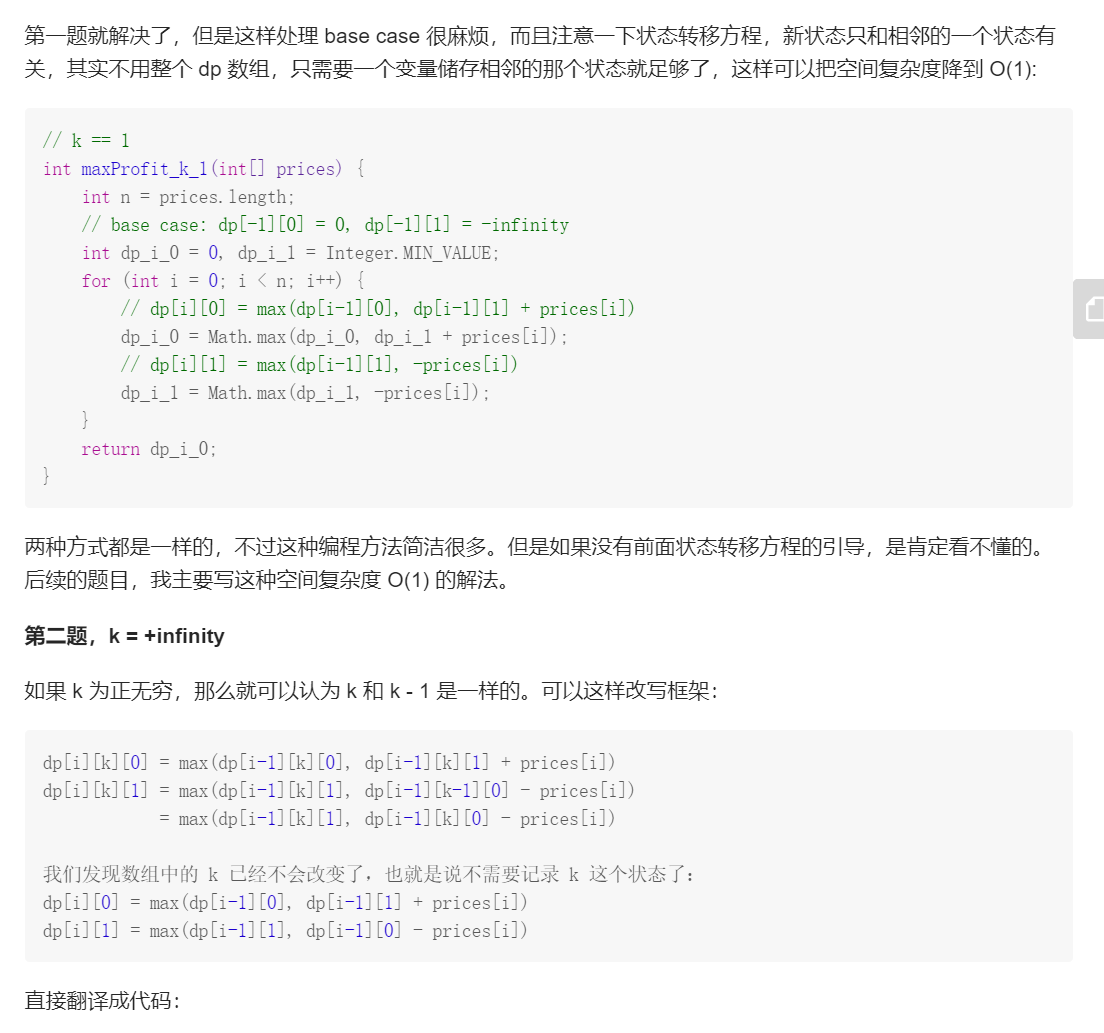 第一题就解决了，但是这样处理 base case 很麻烦，而且注意一下状态转移方程，新状态只和相邻的一个状态有
关，其实不用整个 dp 数组，只需要一个变量储存相邻的那个状态就足够了，这样可以把空间复杂度降到 O(1):
// k == 1
int maxProfit_k_1(int[] prices) {
    int n = prices.length;
    // base case: dp[-1][0] = 0, dp[-1][1] = -infinity
    int dp_i_0 = 0, dp_i_1 = Integer.MIN_VALUE;
    for (int i = 0; i < n; i++) {
        // dp[i][0] = max(dp[i-1][0], dp[i-1][1] + prices[i])
        dp_i_0 = Math.max(dp_i_0, dp_i_1 + prices[i]);
        // dp[i][1] = max(dp[i-1][1], -prices[i])
        dp_i_1 = Math.max(dp_i_1, -prices[i]);
    }
    return dp_i_0;
}
两种方式都是一样的，不过这种编程方法简洁很多。但是如果没有前面状态转移方程的引导，是肯定看不懂的。
后续的题目，我主要写这种空间复杂度 O(1) 的解法。
第二题，k = +infinity
如果 k 为正无穷，那么就可以认为 k 和 k - 1 是一样的。可以这样改写框架：
dp[i][k][0] = max(dp[i-1][k][0], dp[i-1][k][1] + prices[i])
dp[i][k][1] = max(dp[i-1][k][1], dp[i-1][k-1][0] - prices[i])
            = max(dp[i-1][k][1], dp[i-1][k][0] - prices[i])
我们发现数组中的 k 已经不会改变了，也就是说不需要记录 k 这个状态了：
dp[i][0] = max(dp[i-1][0], dp[i-1][1] + prices[i])
dp[i][1] = max(dp[i-1][1], dp[i-1][0] - prices[i])
直接翻译成代码：